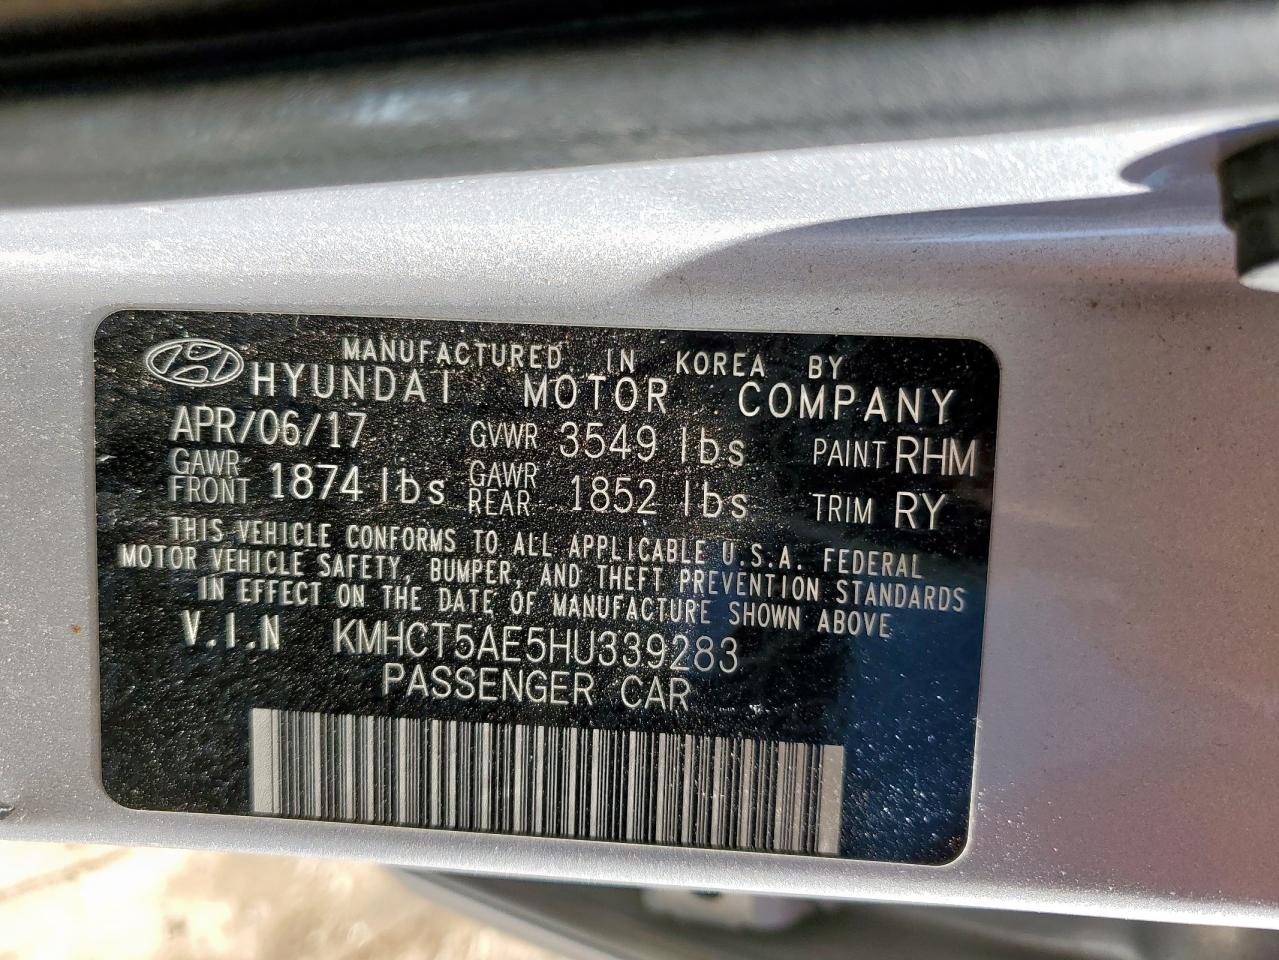 MANUFACTURED IN KOREA BY
HYUNDAI MOTOR COMPANY
APR/06/17 GVWR 3549 lbs PAINT RHM
GAWR FRONT 1874 lbs GAWR REAR 1852 lbs TRIM RY
THIS VEHICLE CONFORMS TO ALL APPLICABLE U.S.A. FEDERAL
MOTOR VEHICLE SAFETY, BUMPER, AND THEFT PREVENTION STANDARDS
IN EFFECT ON THE DATE OF MANUFACTURE SHOWN ABOVE
V.I.N KMHCT5AE5HU339283
PASSENGER CAR